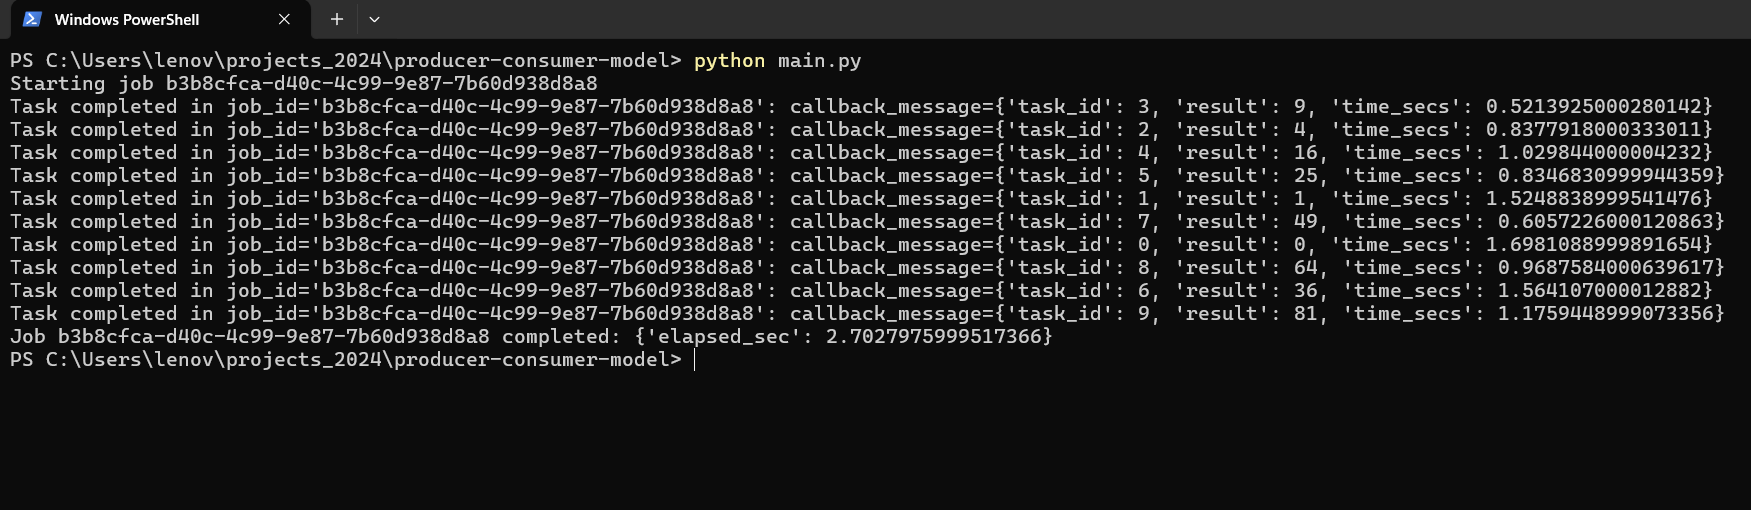 Windows PowerShell
PS C:\Users\lenov\projects_2024\producer-consumer-model> python main.py
Starting job b3b8cfca-d40c-4c99-9e87-7b60d938d8a8
Task completed in job_id='b3b8cfca-d40c-4c99-9e87-7b60d938d8a8': callback_message={'task_id': 3, 'result': 9, 'time_secs': 0.5213925000280142}
Task completed in job_id='b3b8cfca-d40c-4c99-9e87-7b60d938d8a8': callback_message={'task_id': 2, 'result': 4, 'time_secs': 0.8377918000333011}
Task completed in job_id='b3b8cfca-d40c-4c99-9e87-7b60d938d8a8': callback_message={'task_id': 4, 'result': 16, 'time_secs': 1.029844000004232}
Task completed in job_id='b3b8cfca-d40c-4c99-9e87-7b60d938d8a8': callback_message={'task_id': 5, 'result': 25, 'time_secs': 0.8346830999944359}
Task completed in job_id='b3b8cfca-d40c-4c99-9e87-7b60d938d8a8': callback_message={'task_id': 1, 'result': 1, 'time_secs': 1.5248838999541476}
Task completed in job_id='b3b8cfca-d40c-4c99-9e87-7b60d938d8a8': callback_message={'task_id': 7, 'result': 49, 'time_secs': 0.6057226000120863}
Task completed in job_id='b3b8cfca-d40c-4c99-9e87-7b60d938d8a8': callback_message={'task_id': 0, 'result': 0, 'time_secs': 1.6981088999891654}
Task completed in job_id='b3b8cfca-d40c-4c99-9e87-7b60d938d8a8': callback_message={'task_id': 8, 'result': 64, 'time_secs': 0.9687584000639617}
Task completed in job_id='b3b8cfca-d40c-4c99-9e87-7b60d938d8a8': callback_message={'task_id': 6, 'result': 36, 'time_secs': 1.564107000012882}
Task completed in job_id='b3b8cfca-d40c-4c99-9e87-7b60d938d8a8': callback_message={'task_id': 9, 'result': 81, 'time_secs': 1.1759448999073356}
Job b3b8cfca-d40c-4c99-9e87-7b60d938d8a8 completed: {'elapsed_sec': 2.7027975999517366}
PS C:\Users\lenov\projects_2024\producer-consumer-model>